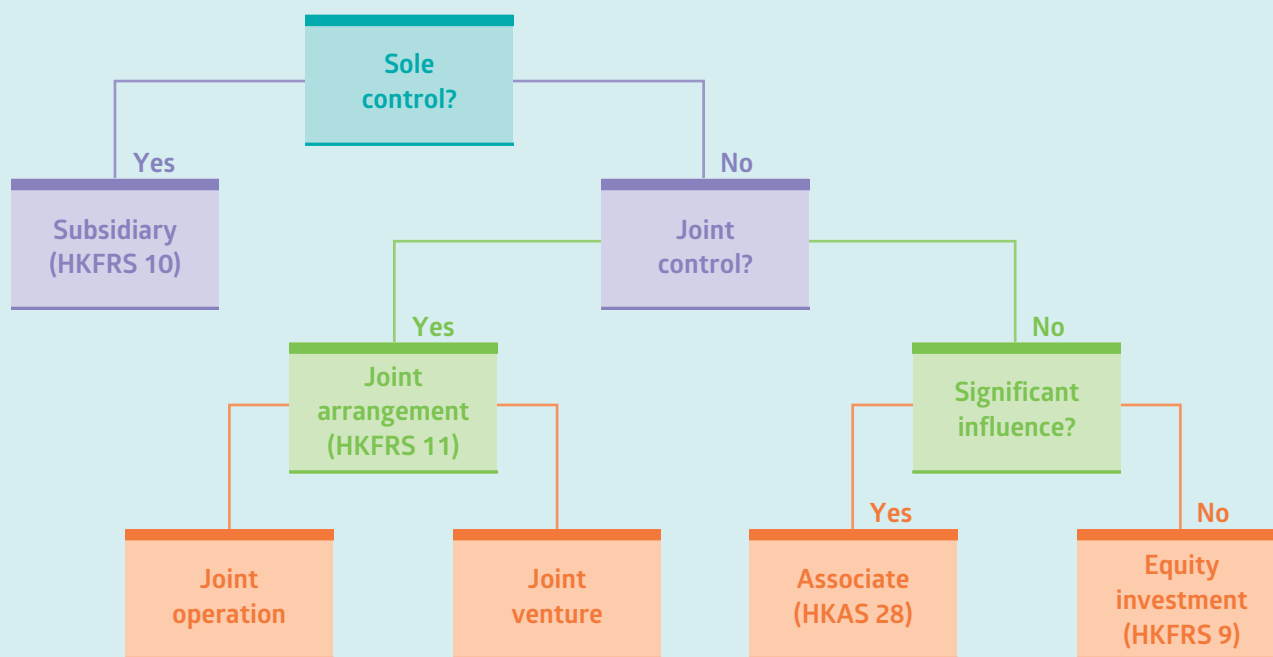 Sole
control?
Yes
No
Subsidiary
(HKFRS 10)
Joint
control?
Yes
No
Joint
arrangement
(HKFRS 11)
Significant
influence?
Yes
No
Joint
operation
Joint
venture
Associate
(HKAS 28)
Equity
investment
(HKFRS 9)